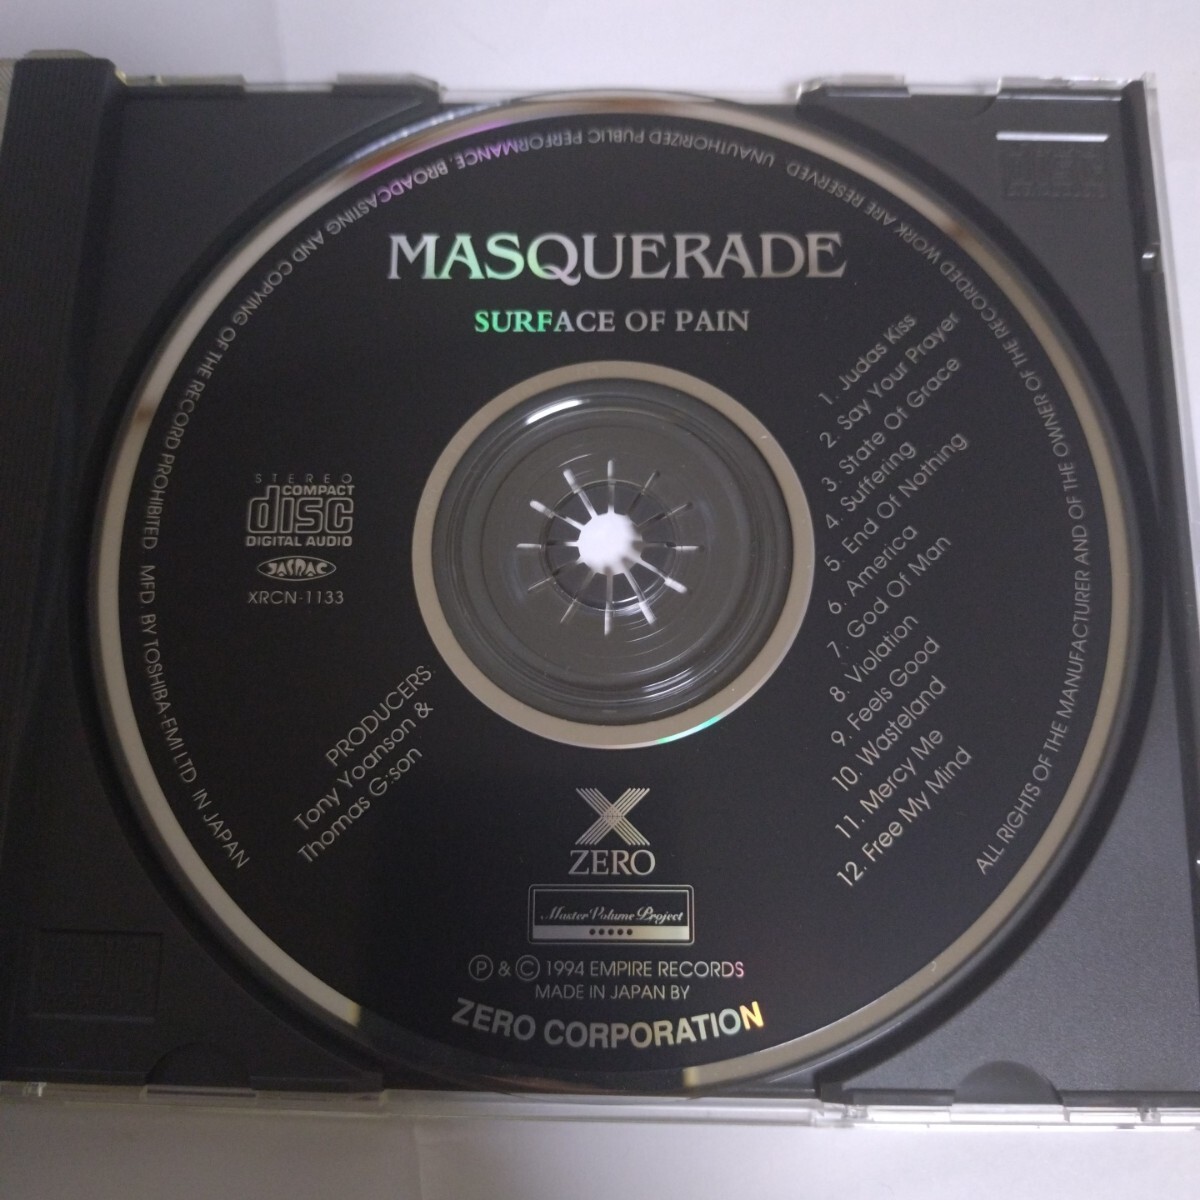 MASQUERADE
SURFACE OF PAIN
1. Judas Kiss
2. Say Your Prayer
3. State Of Grace
4. Suffering
5. End Of Nothing
6. America
7. God Of Man
8. Violation
9. Feels Good
10. Wasteland
11. Mercy Me
12. Free My Mind
STEREO
COMPACT
disc
DIGITAL AUDIO
JASRAC
XRCN-1133
PRODUCERS
Tony Yoanson &
Thomas G:son
X
ZERO
Master Volume Project
Ⓟ & © 1994 EMPIRE RECORDS
MADE IN JAPAN BY
ZERO CORPORATION
ALL RIGHTS OF THE MANUFACTURER AND OF THE OWNER OF THE RECORDED WORK ARE RESERVED. UNAUTHORIZED PUBLIC PERFORMANCE, BROADCASTING AND COPYING OF THE RECORD PROHIBITED. MFD. BY TOSHIBA-EMI LTD. IN JAPAN